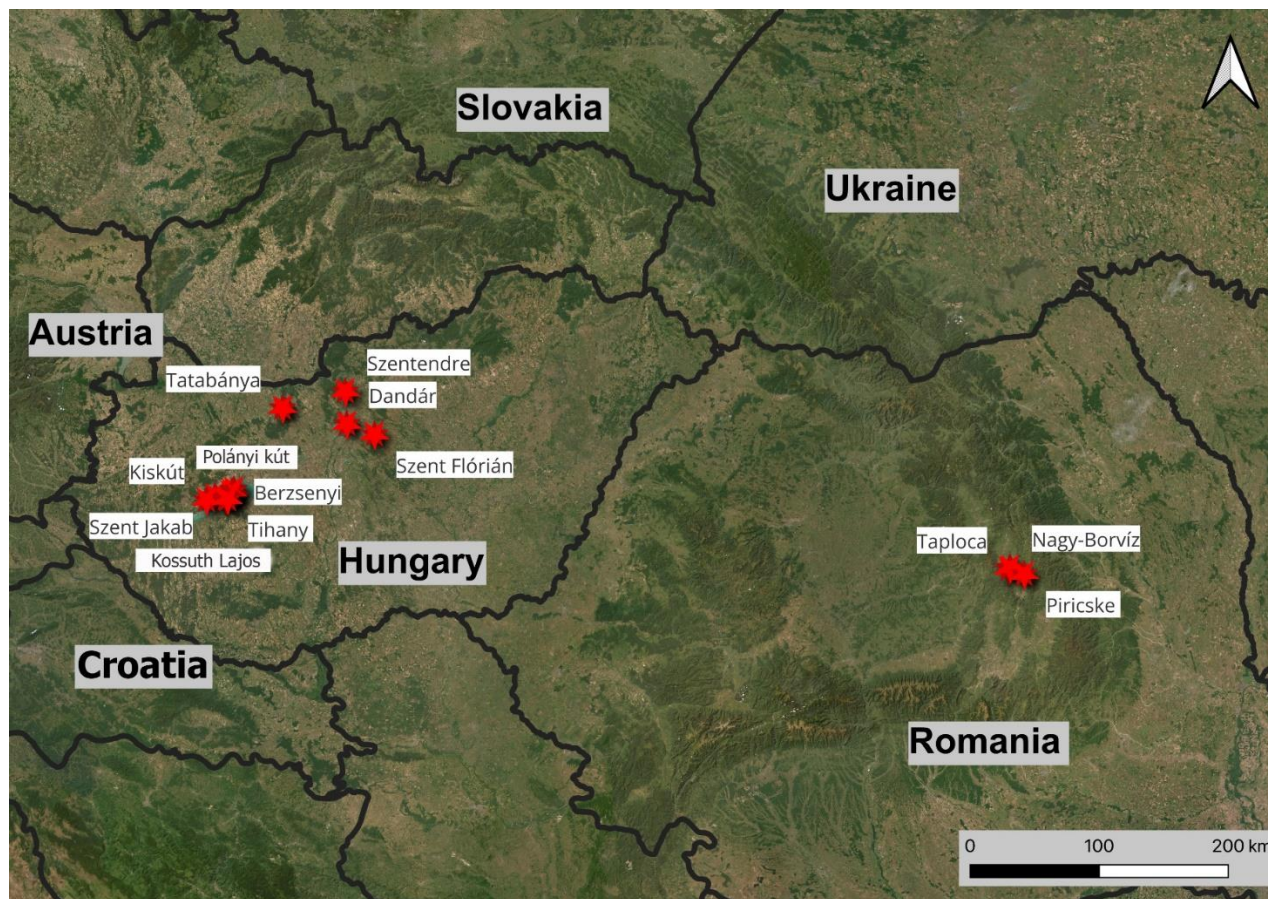 Slovakia
Ukraine
Austria
Szentendre
Tatabánya
Dandár
Polányi kút
Szent Flórián
Kiskút
Berzsenyi
Szent Jakab
Tihany
Kossuth Lajos
Hungary
Taploca
Nagy-Borvíz
Piricske
Croatia
Romania
0 100 200 km